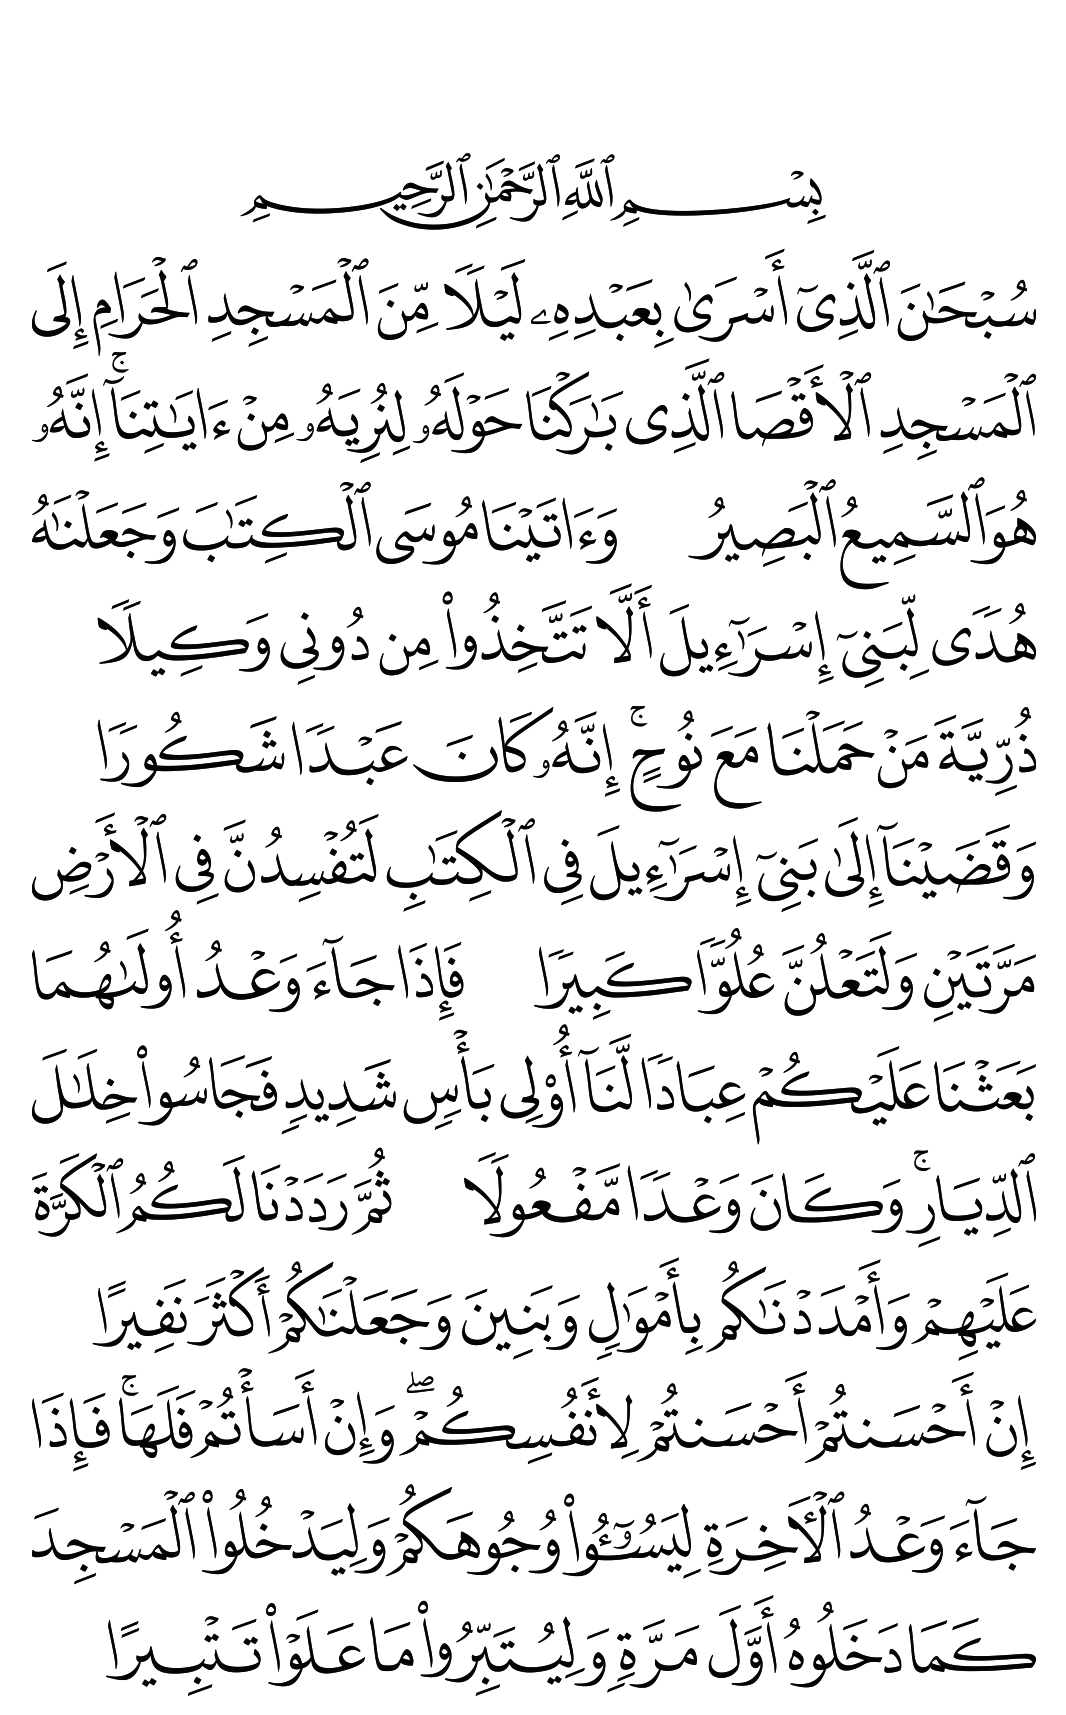 بِسْمِ ٱللَّهِ ٱلرَّحْمَٰنِ ٱلرَّحِيمِ
سُبْحَٰنَ ٱلَّذِىٓ أَسْرَىٰ بِعَبْدِهِۦ لَيْلًا مِّنَ ٱلْمَسْجِدِ ٱلْحَرَامِ إِلَى
ٱلْمَسْجِدِ ٱلْأَقْصَا ٱلَّذِى بَٰرَكْنَا حَوْلَهُۥ لِنُرِيَهُۥ مِنْ ءَايَٰتِنَآ ۚ إِنَّهُۥ
هُوَ ٱلسَّمِيعُ ٱلْبَصِيرُ وَءَاتَيْنَا مُوسَى ٱلْكِتَٰبَ وَجَعَلْنَٰهُ
هُدًى لِّبَنِىٓ إِسْرَٰٓءِيلَ أَلَّا تَتَّخِذُوا۟ مِن دُونِى وَكِيلًا
ذُرِّيَّةَ مَنْ حَمَلْنَا مَعَ نُوحٍ ۚ إِنَّهُۥ كَانَ عَبْدًا شَكُورًا
وَقَضَيْنَآ إِلَىٰ بَنِىٓ إِسْرَٰٓءِيلَ فِى ٱلْكِتَٰبِ لَتُفْسِدُنَّ فِى ٱلْأَرْضِ
مَرَّتَيْنِ وَلَتَعْلُنَّ عُلُوًّا كَبِيرًا فَإِذَا جَآءَ وَعْدُ أُولَىٰهُمَا
بَعَثْنَا عَلَيْكُمْ عِبَادًا لَّنَآ أُو۟لِى بَأْسٍ شَدِيدٍ فَجَاسُوا۟ خِلَٰلَ
ٱلدِّيَارِ ۚ وَكَانَ وَعْدًا مَّفْعُولًا ثُمَّ رَدَدْنَا لَكُمُ ٱلْكَرَّةَ
عَلَيْهِمْ وَأَمْدَدْنَٰكُم بِأَمْوَٰلٍ وَبَنِينَ وَجَعَلْنَٰكُمْ أَكْثَرَ نَفِيرًا
إِنْ أَحْسَنتُمْ أَحْسَنتُمْ لِأَنفُسِكُمْ ۖ وَإِنْ أَسَأْتُمْ فَلَهَا ۚ فَإِذَا
جَآءَ وَعْدُ ٱلْـَٔاخِرَةِ لِيَسُـۥٓـُٔوا۟ وُجُوهَكُمْ وَلِيَدْخُلُوا۟ ٱلْمَسْجِدَ
كَمَا دَخَلُوهُ أَوَّلَ مَرَّةٍ وَلِيُتَبِّرُوا۟ مَا عَلَوْا۟ تَتْبِيرًا